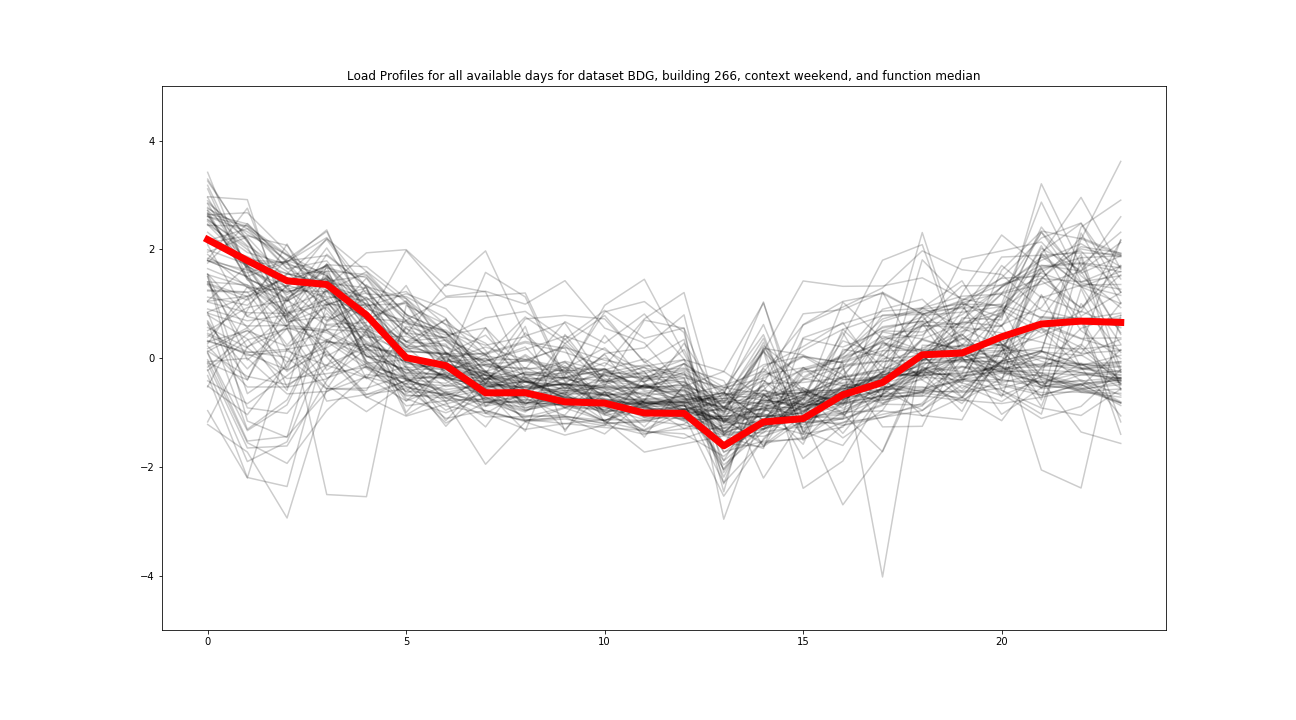 Load Profiles for all available days for dataset BDG, building 266, context weekend, and function median
4
2
0
−2
−4
0 5 10 15 20